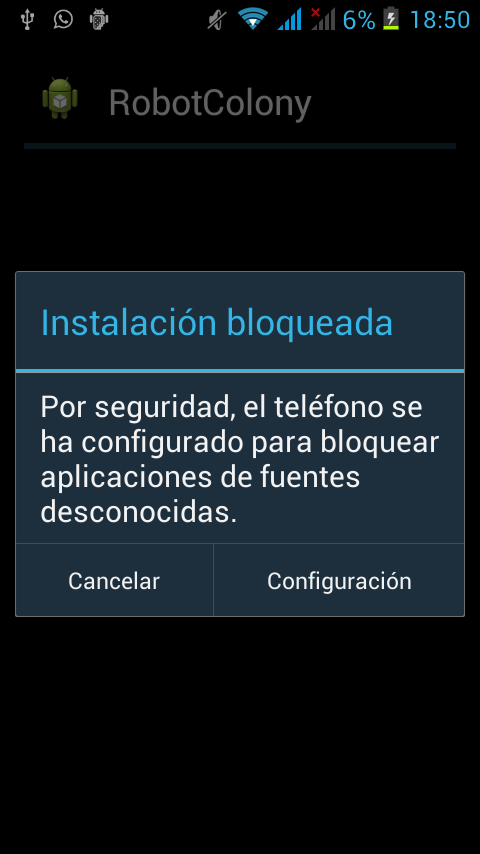 6% 18:50
RobotColony
Instalación bloqueada
Por seguridad, el teléfono se
ha configurado para bloquear
aplicaciones de fuentes
desconocidas.
Cancelar Configuración